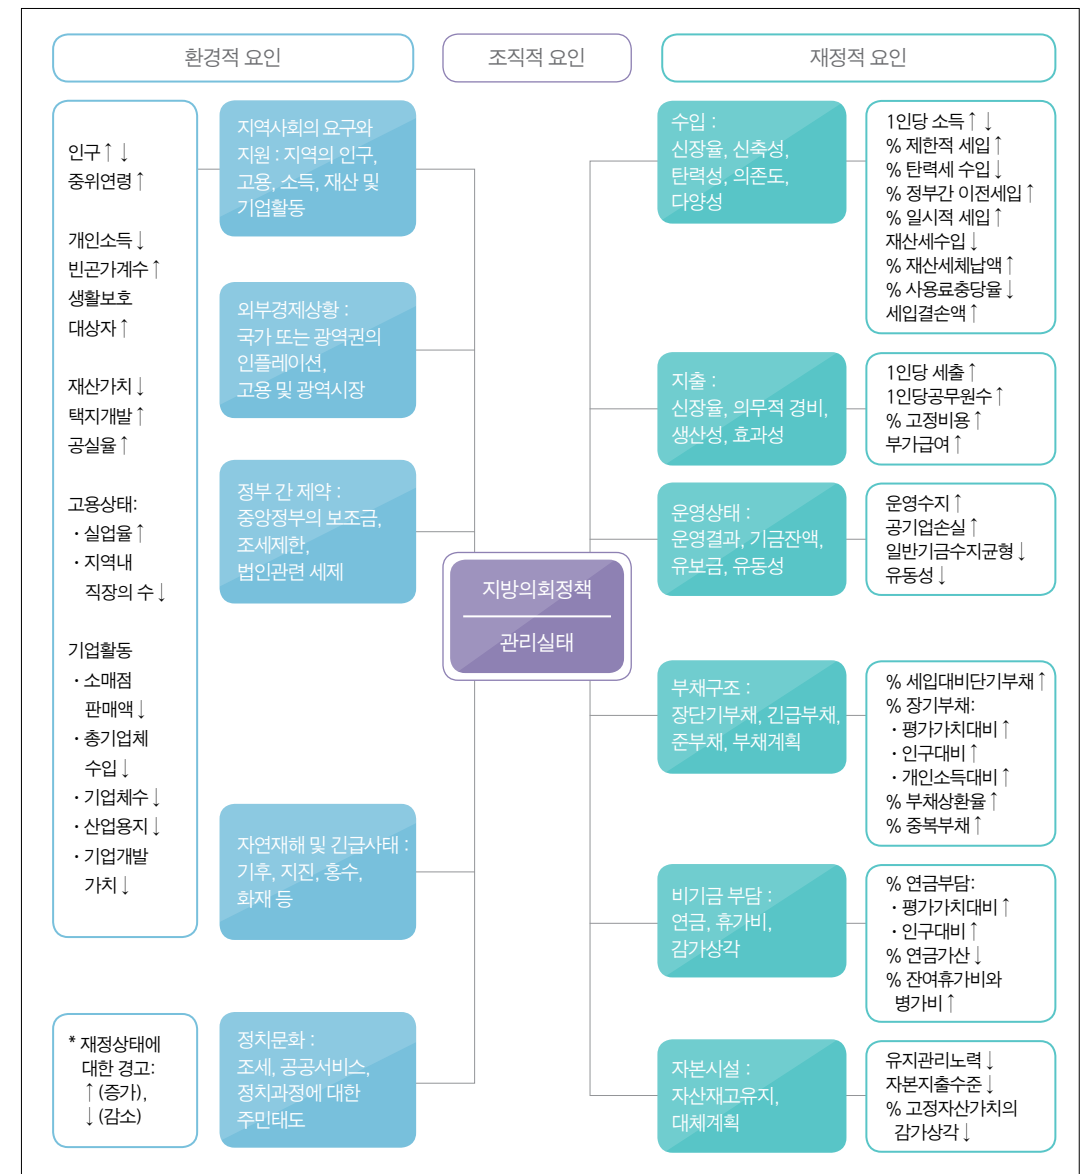 환경적 요인
조직적 요인
재정적 요인
인구↑↓
중위연령↑
개인소득↓
빈곤가계수↑
생활보호
대상자↑
재산가치↓
택지개발↑
공실율↑
고용상태:
· 실업율↑
· 지역내
직장의 수↓
기업활동
· 소매점
판매액↓
· 총기업체
수입↓
· 기업체수↓
· 산업용지↓
· 기업개발
가치↓
* 재정상태에
대한 경고:
↑(증가),
↓(감소)
지역사회의 요구와
지원 : 지역의 인구,
고용, 소득, 재산 및
기업활동
외부경제상황 :
국가 또는 광역권의
인플레이션,
고용 및 광역시장
정부 간 제약 :
중앙정부의 보조금,
조세제한,
법인관련 세제
자연재해 및 긴급사태 :
기후, 지진, 홍수,
화재 등
정치문화 :
조세, 공공서비스,
정치과정에 대한
주민태도
지방의회정책
관리실태
수입 :
신장율, 신축성,
탄력성, 의존도,
다양성
1인당 소득↑↓
% 제한적 세입↑
% 탄력세 수입↓
% 정부간 이전세입↑
% 일시적 세입↑
재산세수입↓
% 재산세체납액↑
% 사용료충당율↓
세입결손액↑
지출 :
신장율, 의무적 경비,
생산성, 효과성
1인당 세출↑
1인당공무원수↑
% 고정비용↑
부가급여↑
운영상태 :
운영결과, 기금잔액,
유보금, 유동성
운영수지↑
공기업손실↑
일반기금수지균형↓
유동성↓
부채구조 :
장단기부채, 긴급부채,
준부채, 부채계획
% 세입대비단기부채↑
% 장기부채:
· 평가가치대비↑
· 인구대비↑
· 개인소득대비↑
% 부채상환율↑
% 중복부채↑
비기금 부담 :
연금, 휴가비,
감가상각
% 연금부담:
· 평가가치대비↑
· 인구대비↑
% 연금가산↓
% 잔여휴가비와
병가비↑
자본시설 :
자산재고유지,
대체계획
유지관리노력↓
자본지출수준↓
% 고정자산가치의
감가상각↓